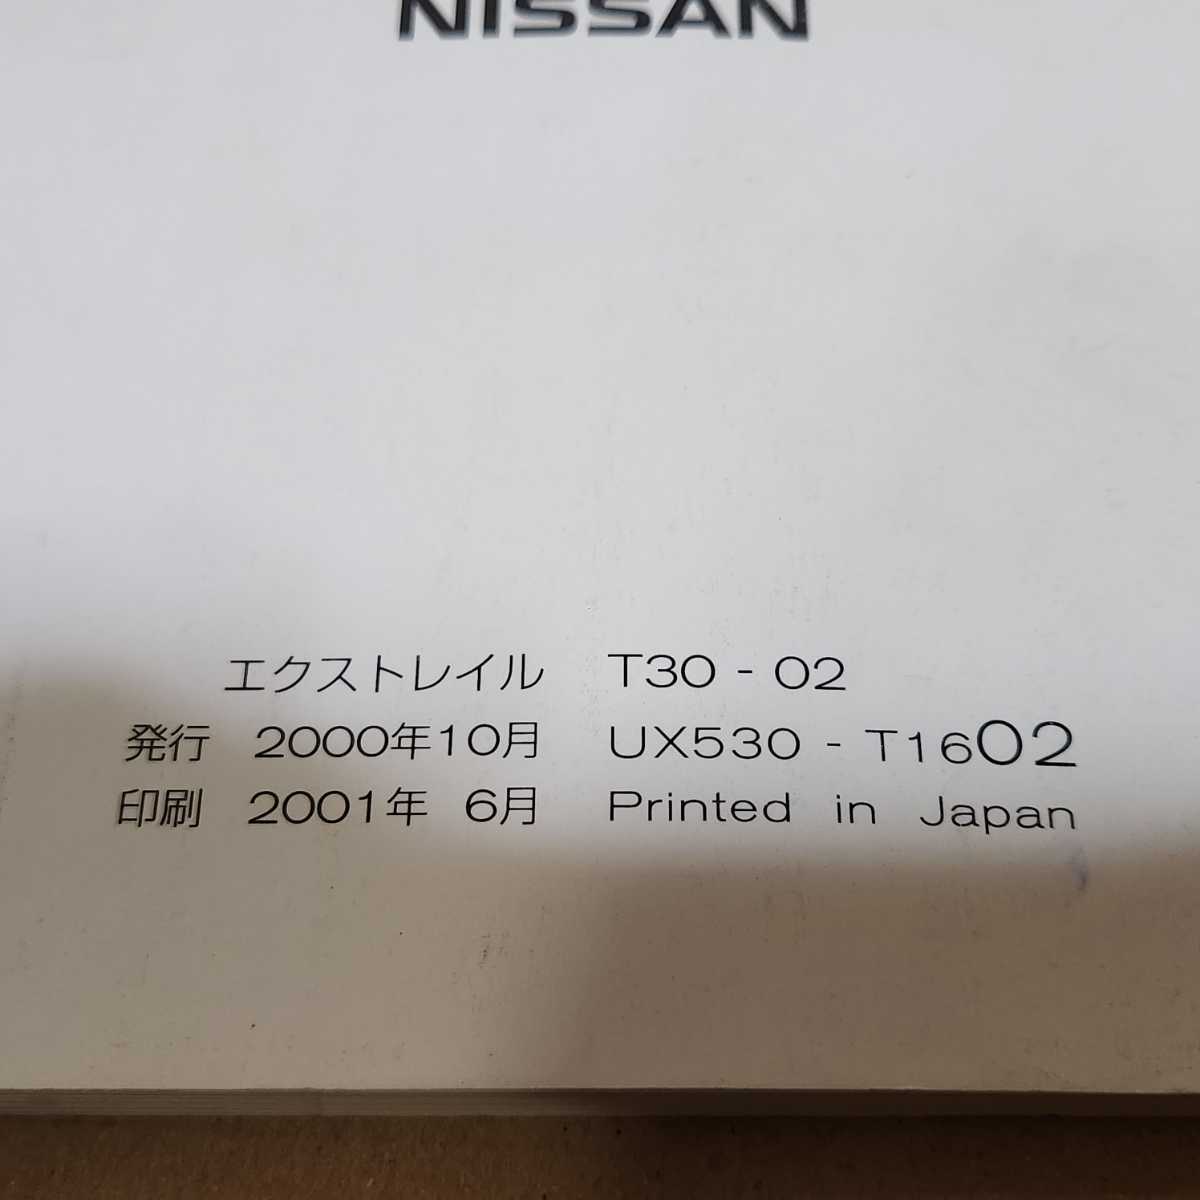 NISSAN
エクストレイル T30 - 02
発行 2000年10月 UX530 - T1602
印刷 2001年 6月 Printed in Japan